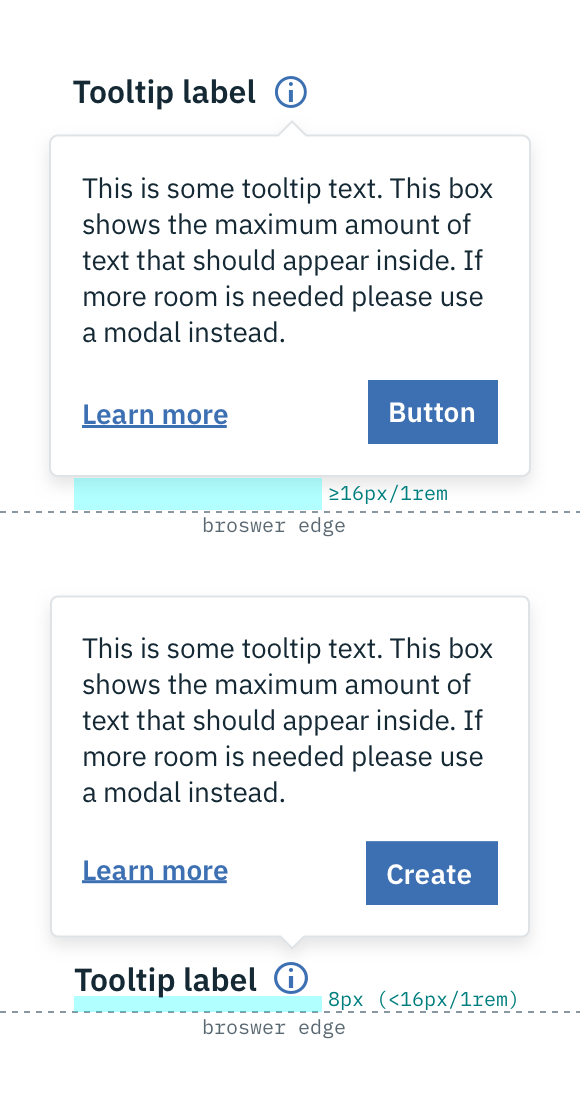 Tooltip label
This is some tooltip text. This box
shows the maximum amount of
text that should appear inside. If
more room is needed please use
a modal instead.
Learn more
Button
≥16px/1rem
broswer edge
This is some tooltip text. This box
shows the maximum amount of
text that should appear inside. If
more room is needed please use
a modal instead.
Learn more
Create
Tooltip label
8px (<16px/1rem)
broswer edge